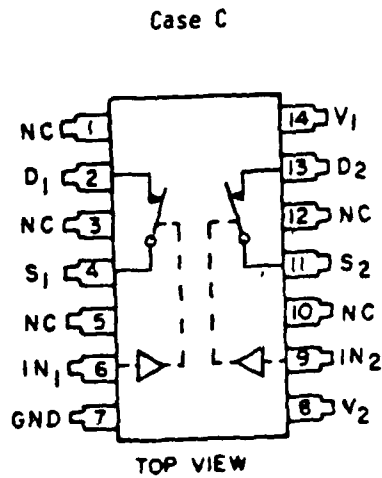 Case C
NC 1
D1 2
NC 3
S1 4
NC 5
IN1 6
GND 7
14 V1
13 D2
12 NC
11 S2
10 NC
9 IN2
8 V2
TOP VIEW